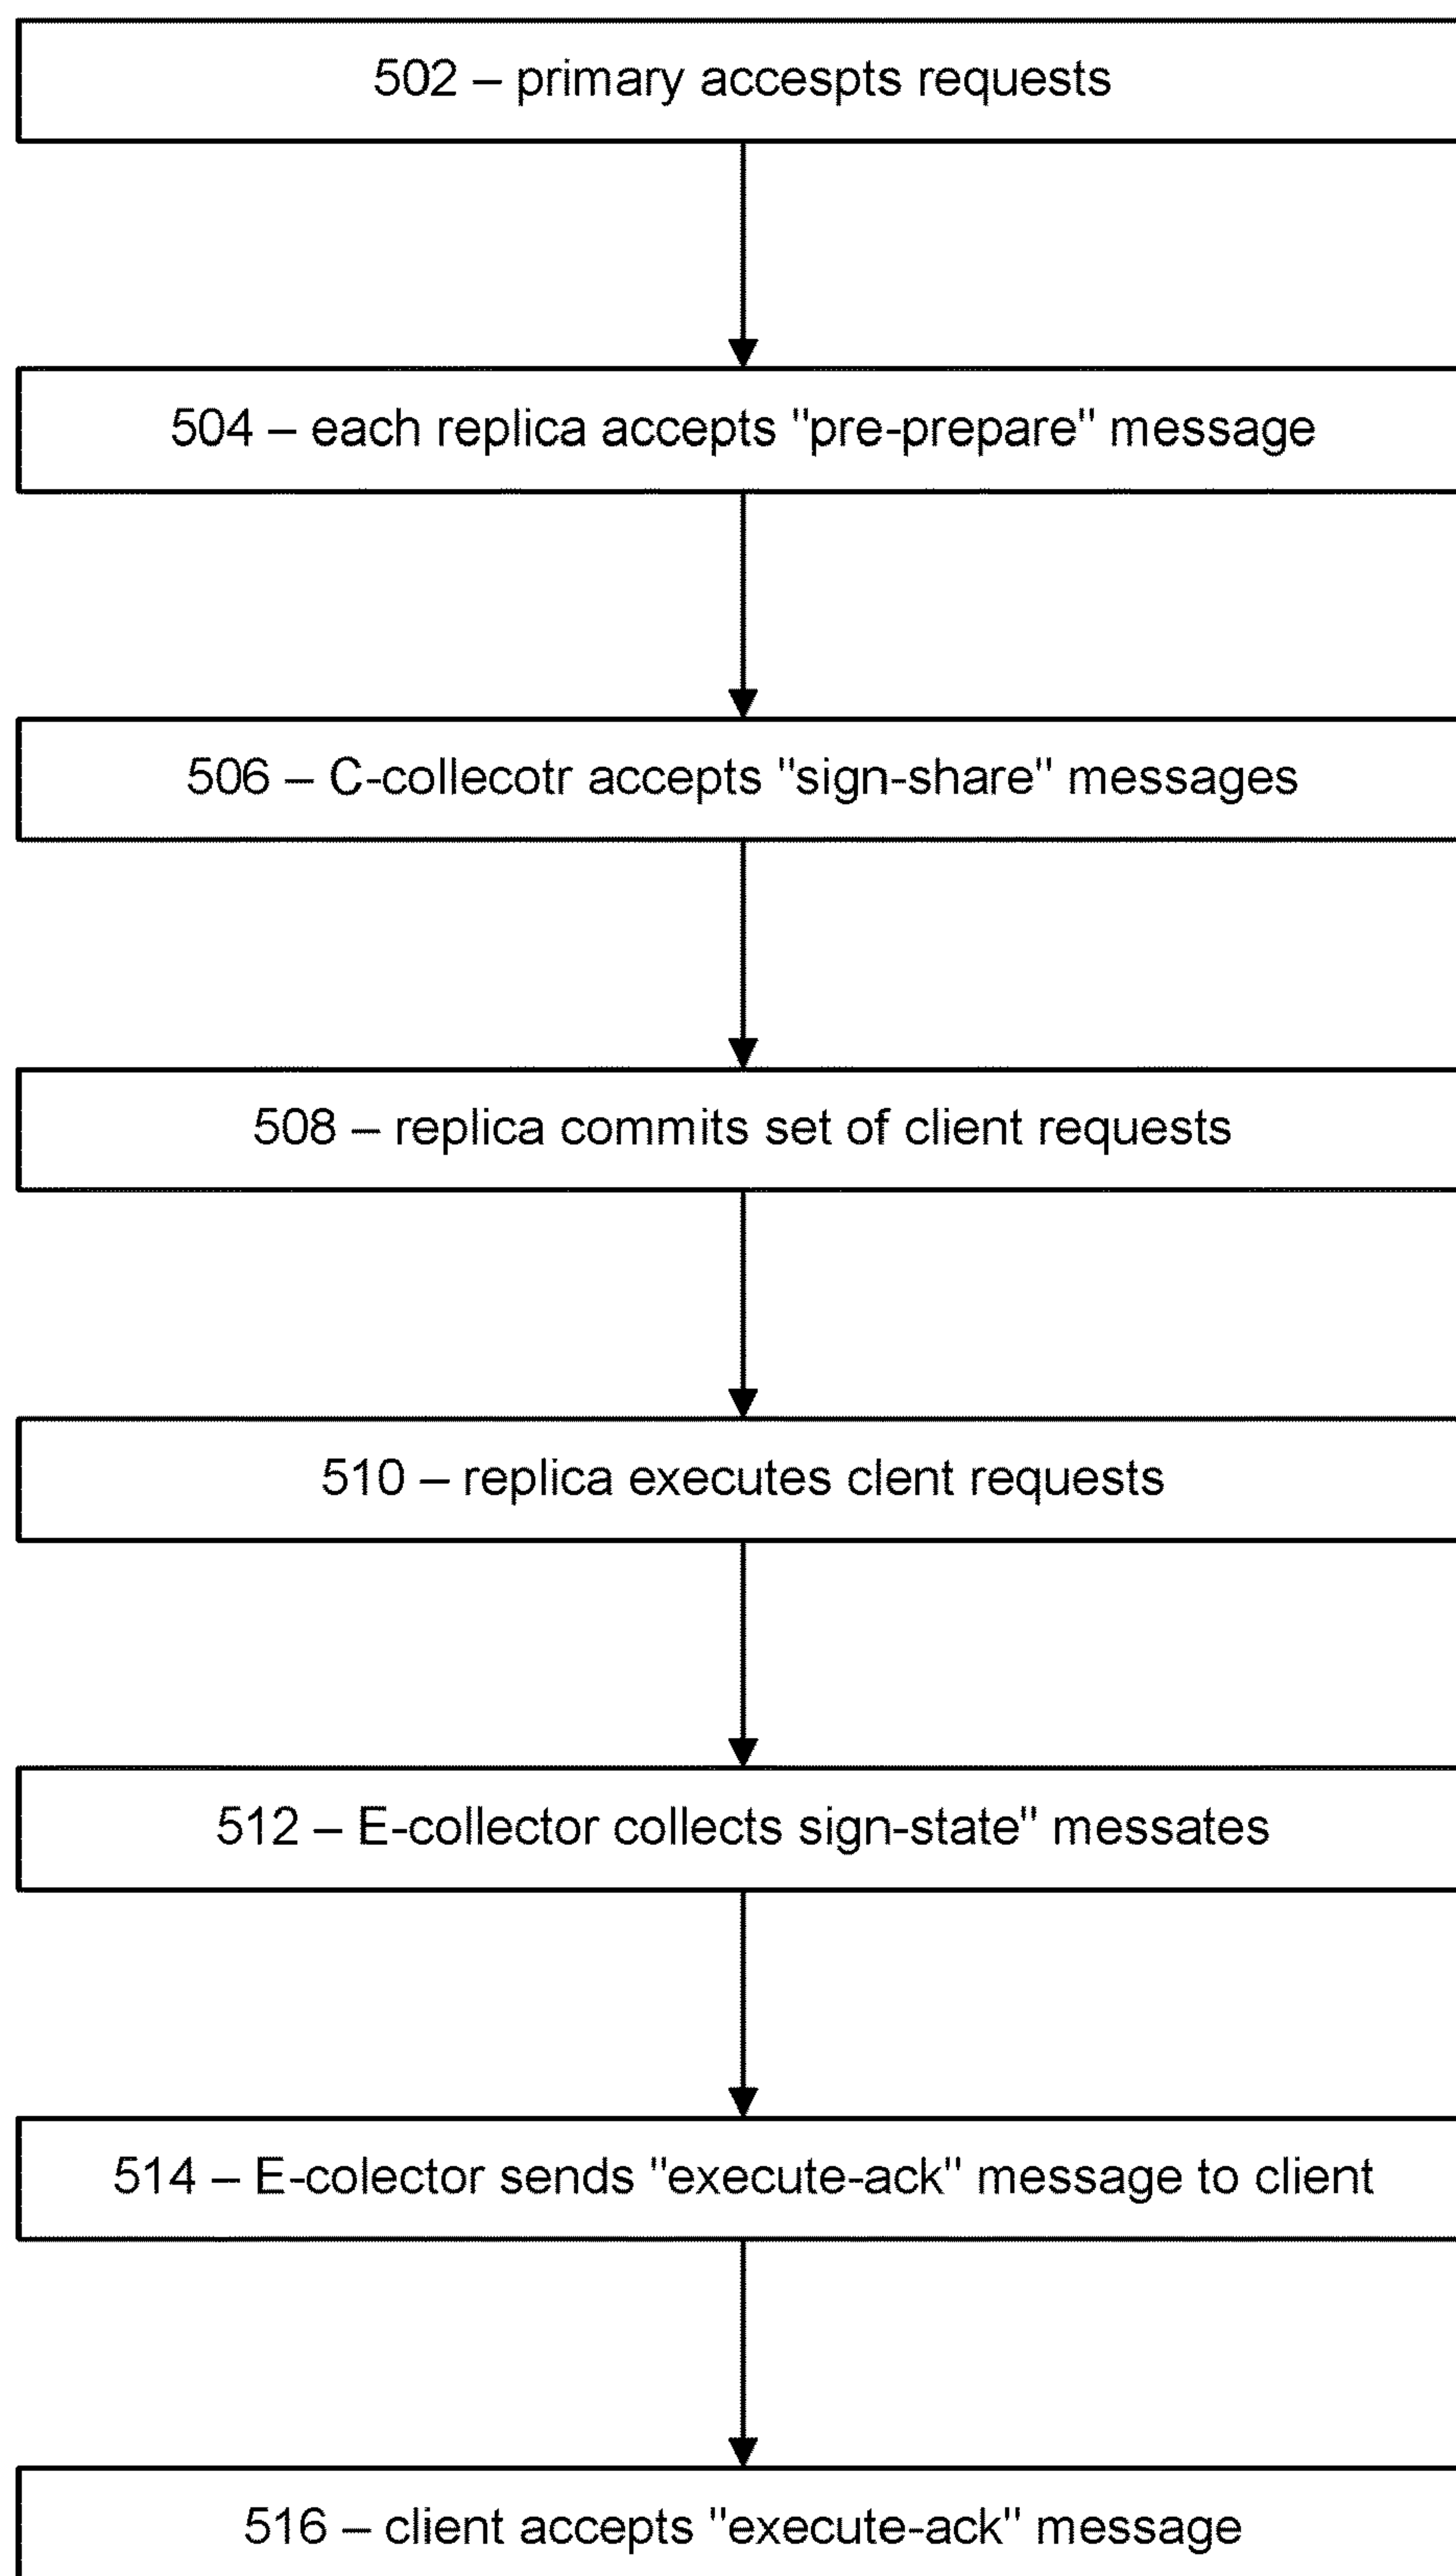 502 – primary accespts requests
504 – each replica accepts "pre-prepare" message
506 – C-collecotr accepts "sign-share" messages
508 – replica commits set of client requests
510 – replica executes clent requests
512 – E-collector collects sign-state" messates
514 – E-colector sends "execute-ack" message to client
516 – client accepts "execute-ack" message